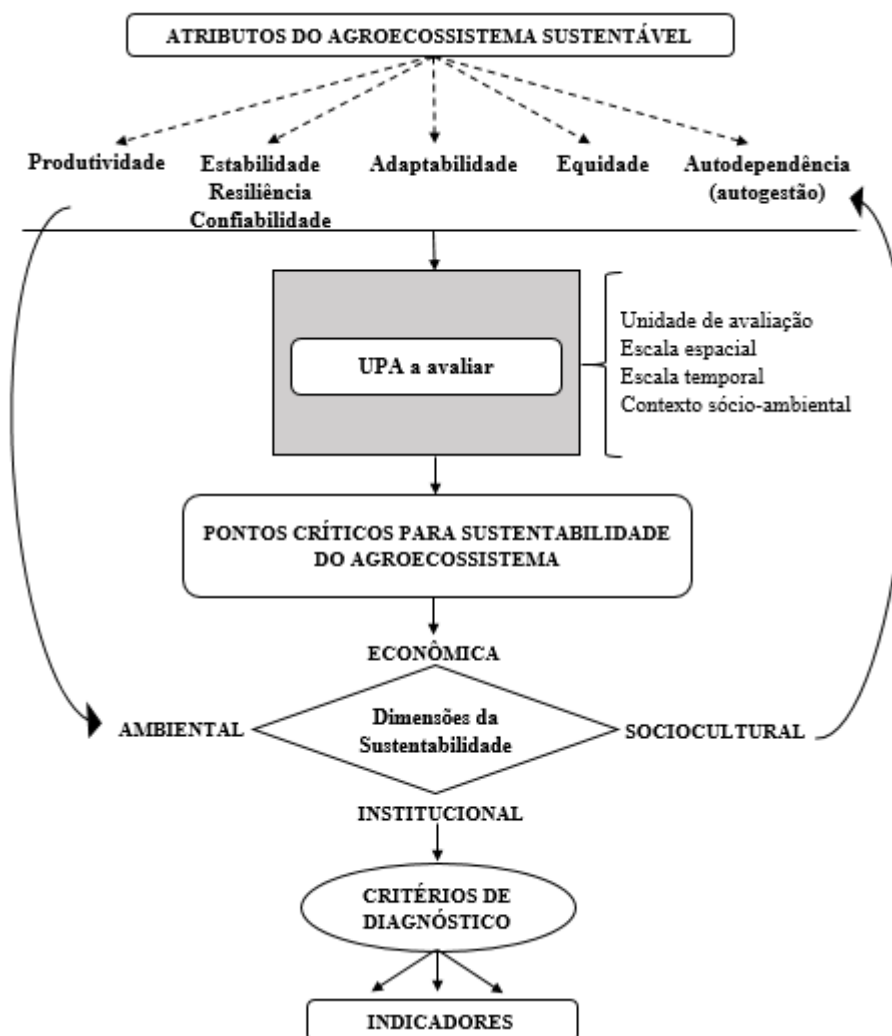 ATRIBUTOS DO AGROECOSSISTEMA SUSTENTÁVEL
Produtividade
Estabilidade
Resiliência
Confiabilidade
Adaptabilidade
Equidade
Autodependência
(autogestão)
UPA a avaliar
Unidade de avaliação
Escala espacial
Escala temporal
Contexto sócio-ambiental
PONTOS CRÍTICOS PARA SUSTENTABILIDADE
DO AGROECOSSISTEMA
ECONÔMICA
AMBIENTAL
Dimensões da
Sustentabilidade
SOCIOCULTURAL
INSTITUCIONAL
CRITÉRIOS DE
DIAGNÓSTICO
INDICADORES